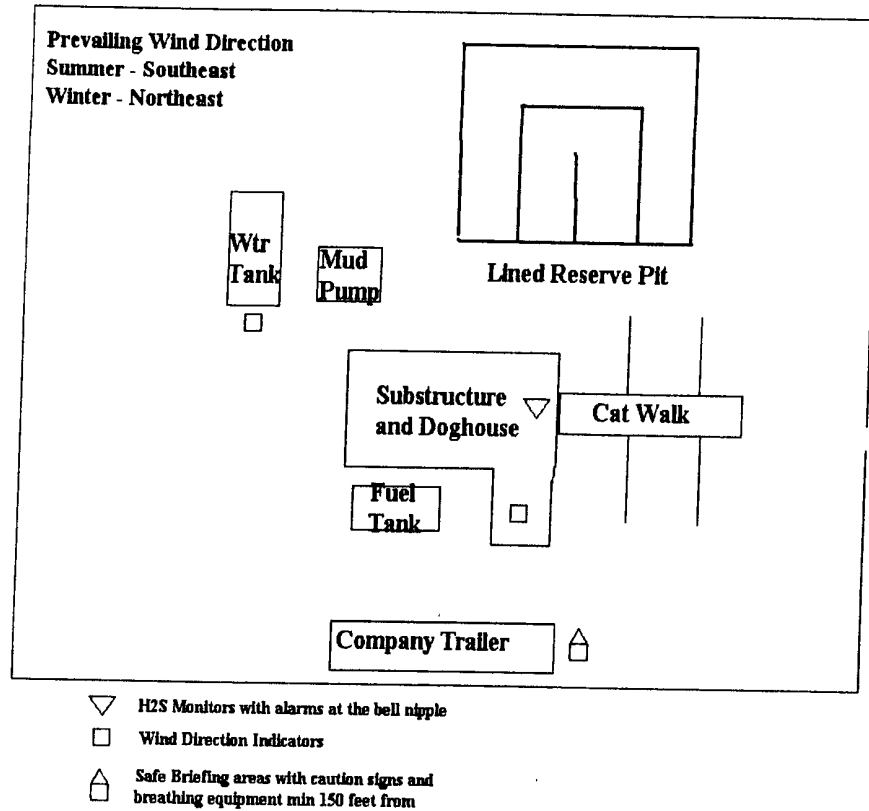 Prevailing Wind Direction
Summer - Southeast
Winter - Northeast
Wtr
Tank
Mud
Pump
Lined Reserve Pit
Substructure
and Doghouse
Cat Walk
Fuel
Tank
Company Trailer
H2S Monitors with alarms at the bell nipple
Wind Direction Indicators
Safe Briefing areas with caution signs and
breathing equipment min 150 feet from